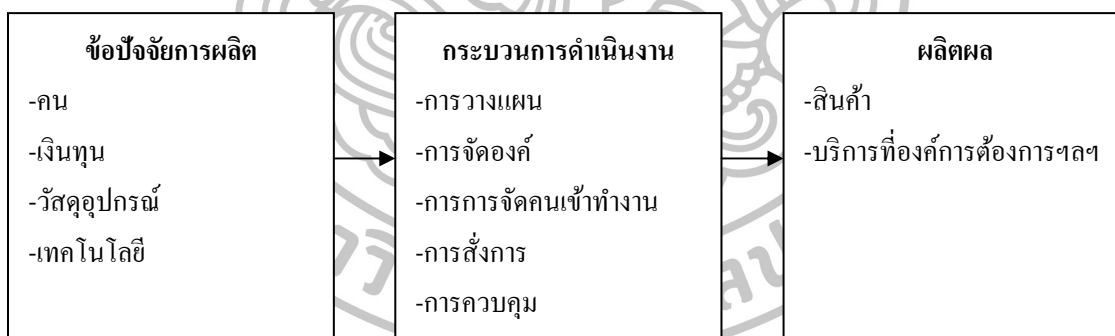 ข้อปัจจัยการผลิต
-คน
-เงินทุน
-วัสดุอุปกรณ์
-เทคโนโลยี
กระบวนการดำเนินงาน
-การวางแผน
-การจัดองค์
-การการจัดคนเข้าทำงาน
-การสั่งการ
-การควบคุม
ผลิตผล
-สินค้า
-บริการที่องค์การต้องการฯลฯ